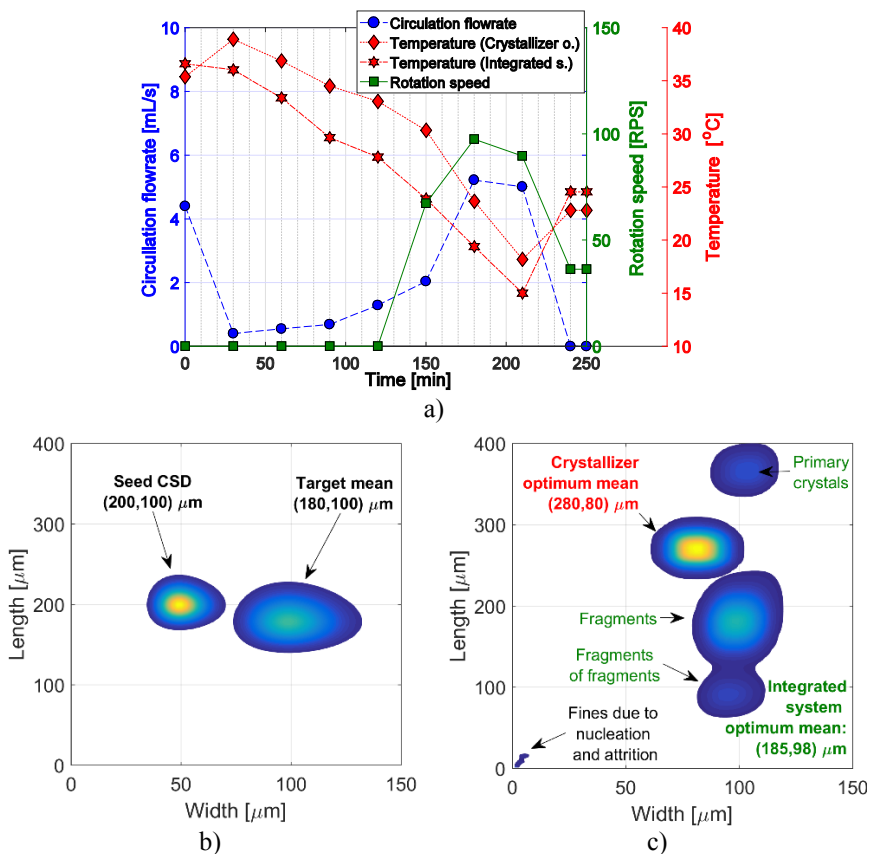 Circulation flowrate
Temperature (Crystallizer o.)
Temperature (Integrated s.)
Rotation speed
10
8
6
4
2
0
Circullation flowrate [mL/s]
150
100
50
0
Rotation speed [RPS]
40
35
30
25
20
15
10
Temperature [°C]
0 50 100 150 200 250
Time [min]
a)
400
300
200
100
0
Length [μm]
Seed CSD
(200,100) μm
Target mean
(180,100) μm
0 50 100 150
Width [μm]
b)
400
300
200
100
0
Length [μm]
Crystallizer
optimum mean
(280,80) μm
Primary
crystals
Fragments
Fragments
of fragments
Fines due to
nucleation
and attrition
Integrated
system
optimum mean:
(185,98) μm
0 50 100 150
Width [μm]
c)